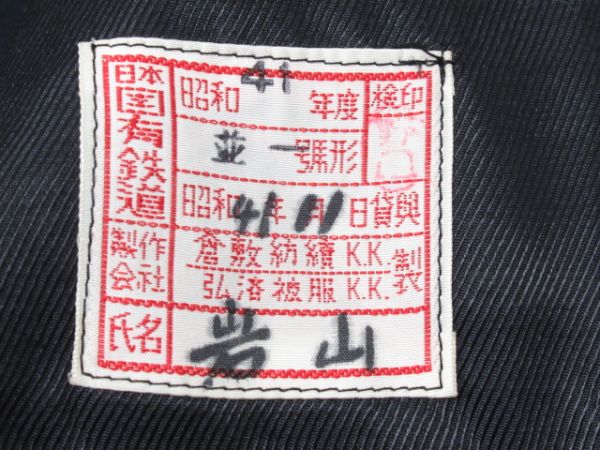 日本国有鉄道
昭和41年度 検印
並一號形
昭和41年11月 日貸與
製作会社 倉敷紡績K.K. 製
弘済被服K.K.
氏名 岩山